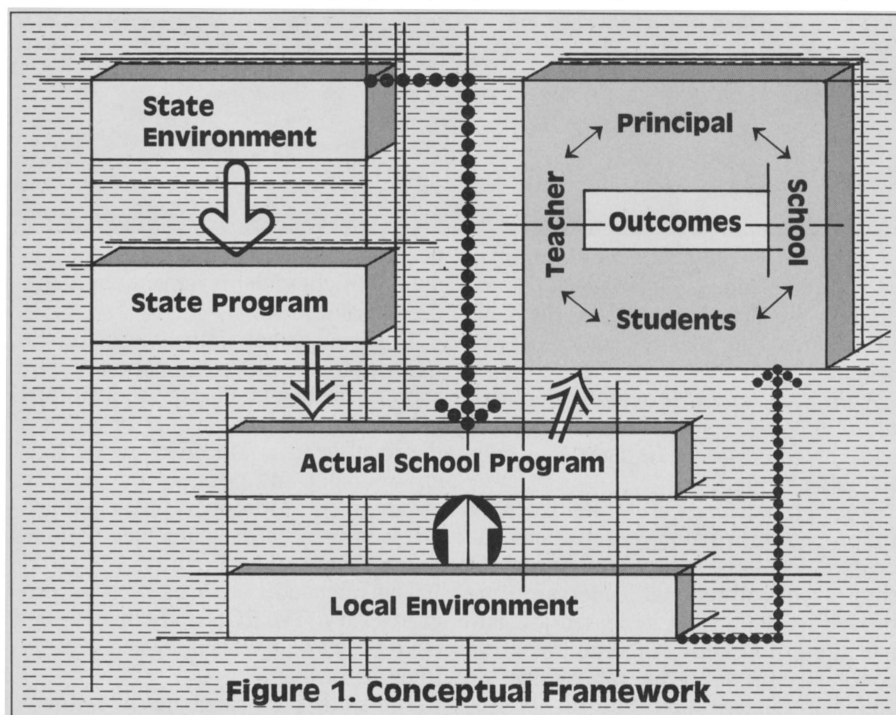 State
Environment
State Program
Principal
Teacher
School
Outcomes
Students
Actual School Program
Local Environment
Figure 1. Conceptual Framework